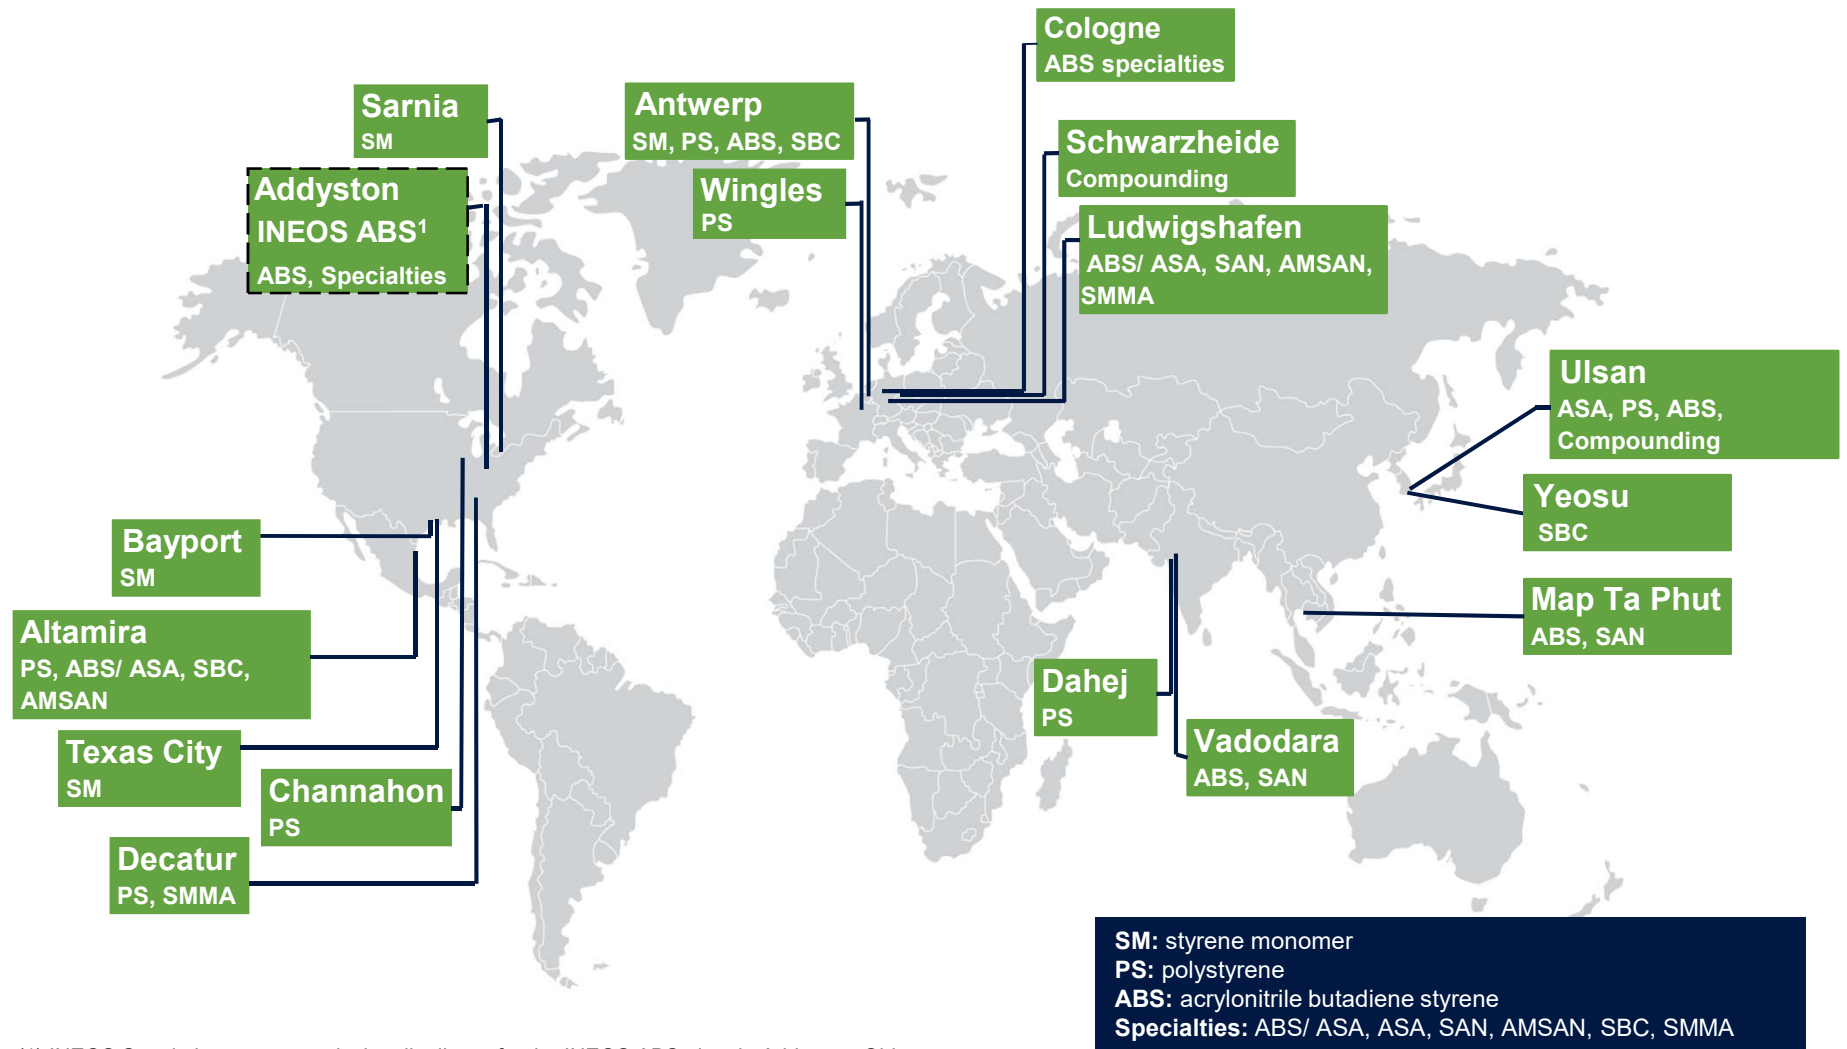 Cologne
ABS specialties
Sarnia
SM
Antwerp
SM, PS, ABS, SBC
Schwarzheide
Compounding
Addyston
INEOS ABS¹
ABS, Specialties
Wingles
PS
Ludwigshafen
ABS/ ASA, SAN, AMSAN,
SMMA
Ulsan
ASA, PS, ABS,
Compounding
Yeosu
SBC
Bayport
SM
Map Ta Phut
ABS, SAN
Altamira
PS, ABS/ ASA, SBC,
AMSAN
Dahej
PS
Vadodara
ABS, SAN
Texas City
SM
Channahon
PS
Decatur
PS, SMMA
SM: styrene monomer
PS: polystyrene
ABS: acrylonitrile butadiene styrene
Specialties: ABS/ ASA, ASA, SAN, AMSAN, SBC, SMMA